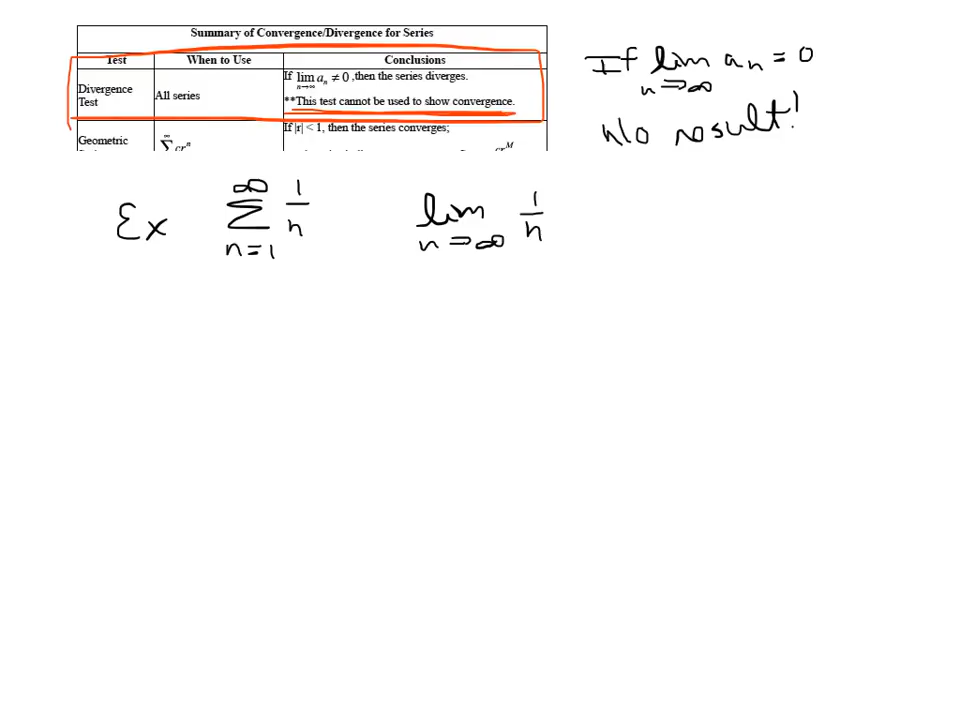 Summary of Convergence/Divergence for Series
Test When to Use Conclusions
Divergence Test All series If lim n→∞ aₙ ≠ 0 ,then the series diverges.
**This test cannot be used to show convergence.
Geometric ∞ Σ crⁿ If |r| < 1, then the series converges;
crᴹ
If lim n→∞ aₙ = 0
No result!
Ex ∞ Σ n=1 1/n lim n→∞ 1/n